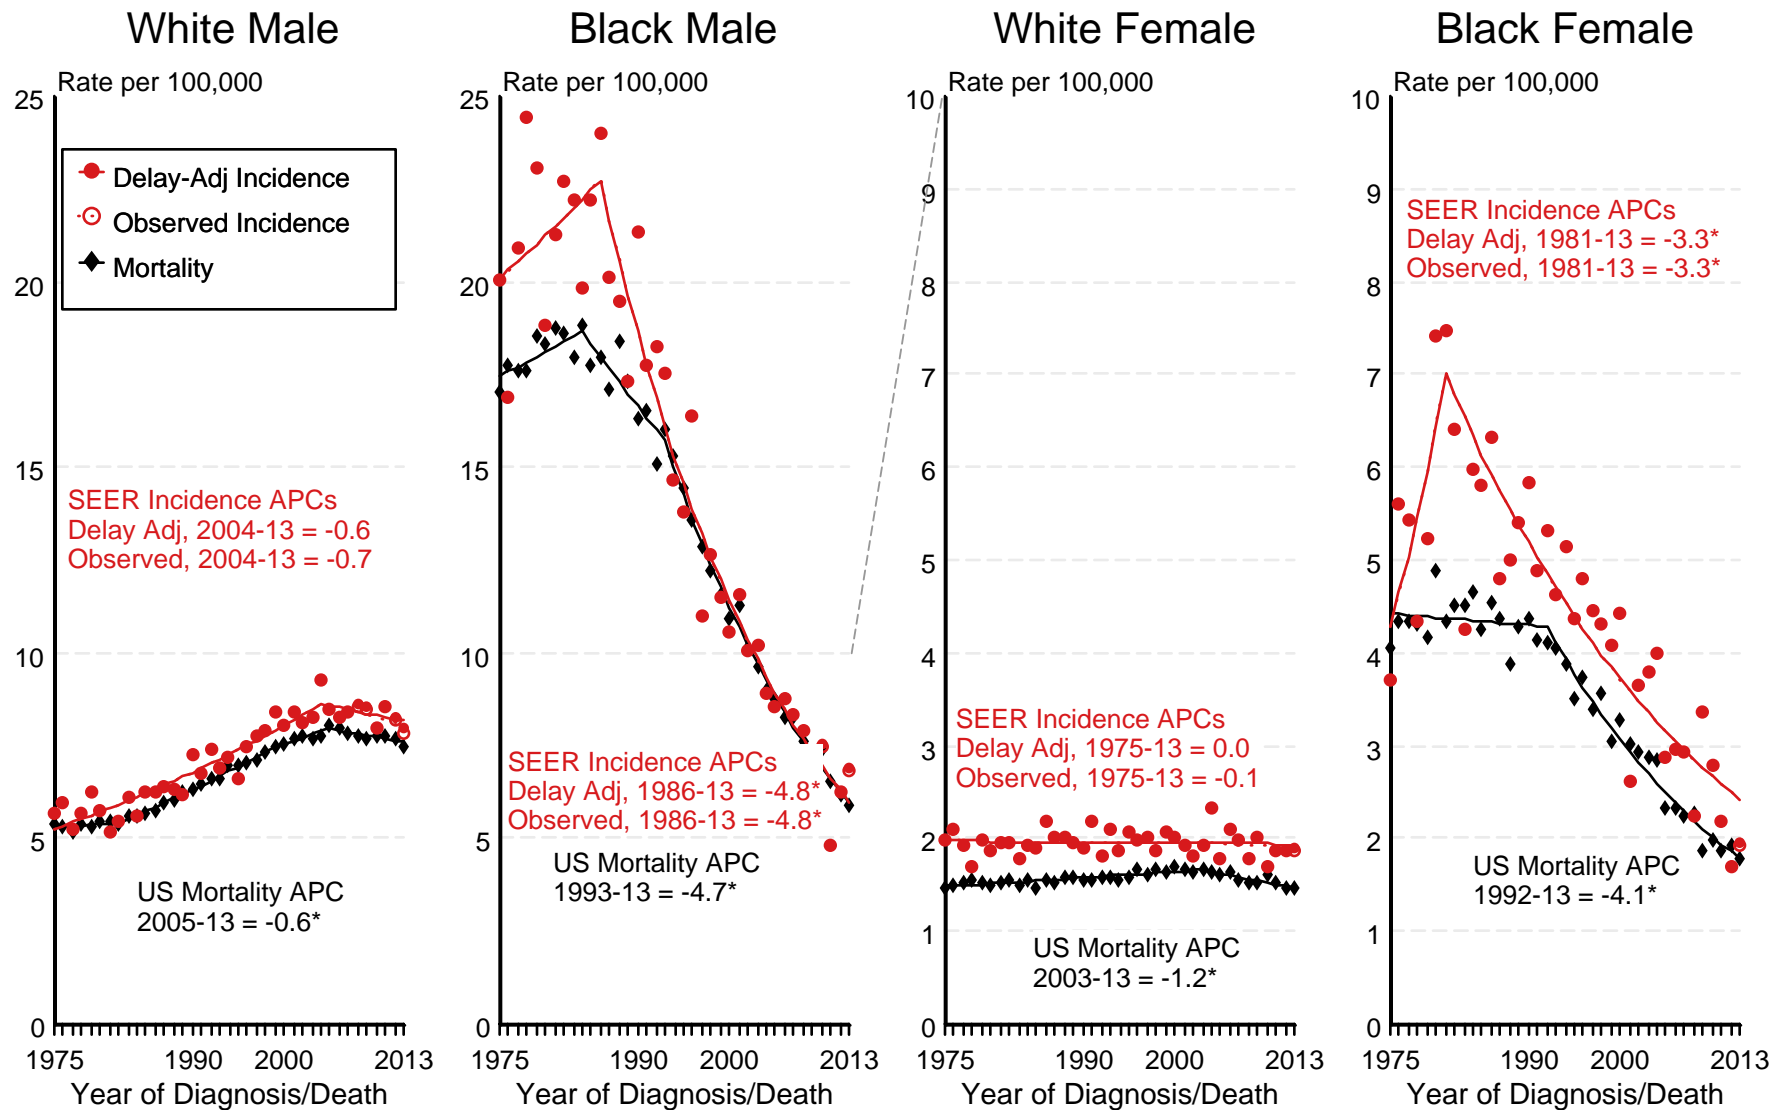 White Male
Rate per 100,000
25
20
15
10
5
0
Delay-Adj Incidence
Observed Incidence
Mortality
SEER Incidence APCs
Delay Adj, 2004-13 = -0.6
Observed, 2004-13 = -0.7
US Mortality APC
2005-13 = -0.6*
1975
1990
2000
2013
Year of Diagnosis/Death
Black Male
Rate per 100,000
25
20
15
10
5
0
SEER Incidence APCs
Delay Adj, 1986-13 = -4.8*
Observed, 1986-13 = -4.8*
US Mortality APC
1993-13 = -4.7*
1975
1990
2000
2013
Year of Diagnosis/Death
White Female
Rate per 100,000
10
9
8
7
6
5
4
3
2
1
0
SEER Incidence APCs
Delay Adj, 1975-13 = 0.0
Observed, 1975-13 = -0.1
US Mortality APC
2003-13 = -1.2*
1975
1990
2000
2013
Year of Diagnosis/Death
Black Female
Rate per 100,000
10
9
8
7
6
5
4
3
2
1
0
SEER Incidence APCs
Delay Adj, 1981-13 = -3.3*
Observed, 1981-13 = -3.3*
US Mortality APC
1992-13 = -4.1*
1975
1990
2000
2013
Year of Diagnosis/Death